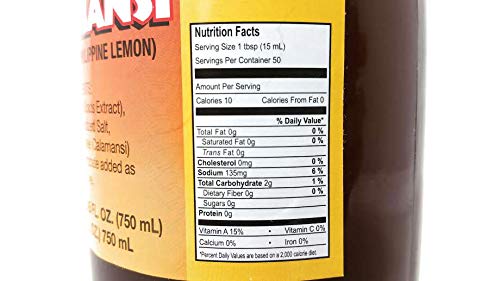 ANSI
IPPINE LEMON)
Extract),
Salt,
Calamansi)
added as
FL. OZ. (750 mL)
750 mL
Nutrition Facts
Serving Size 1 tbsp (15 mL)
Servings Per Container 50
Amount Per Serving
Calories 10 Calories From Fat 0
% Daily Value*
Total Fat 0g 0 %
Saturated Fat 0g 0 %
Trans Fat 0g
Cholesterol 0mg 0 %
Sodium 135mg 6 %
Total Carbohydrate 2g 1 %
Dietary Fiber 0g 0 %
Sugars 0g
Protein 0g
Vitamin A 15% • Vitamin C 0%
Calcium 0% • Iron 0%
*Percent Daily Values are based on a 2,000 calorie diet.